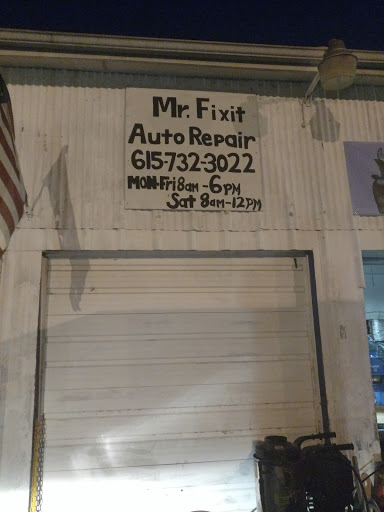 Mr. Fixit
Auto Repair
615-732-3022
MON-Fri 8am-6PM
Sat 8am-12PM